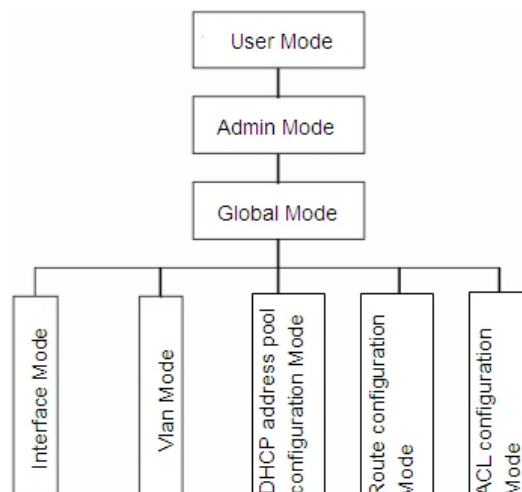 User Mode
Admin Mode
Global Mode
Interface Mode
Vlan Mode
DHCP address pool
configuration Mode
Route configuration
Mode
ACL configuration
Mode